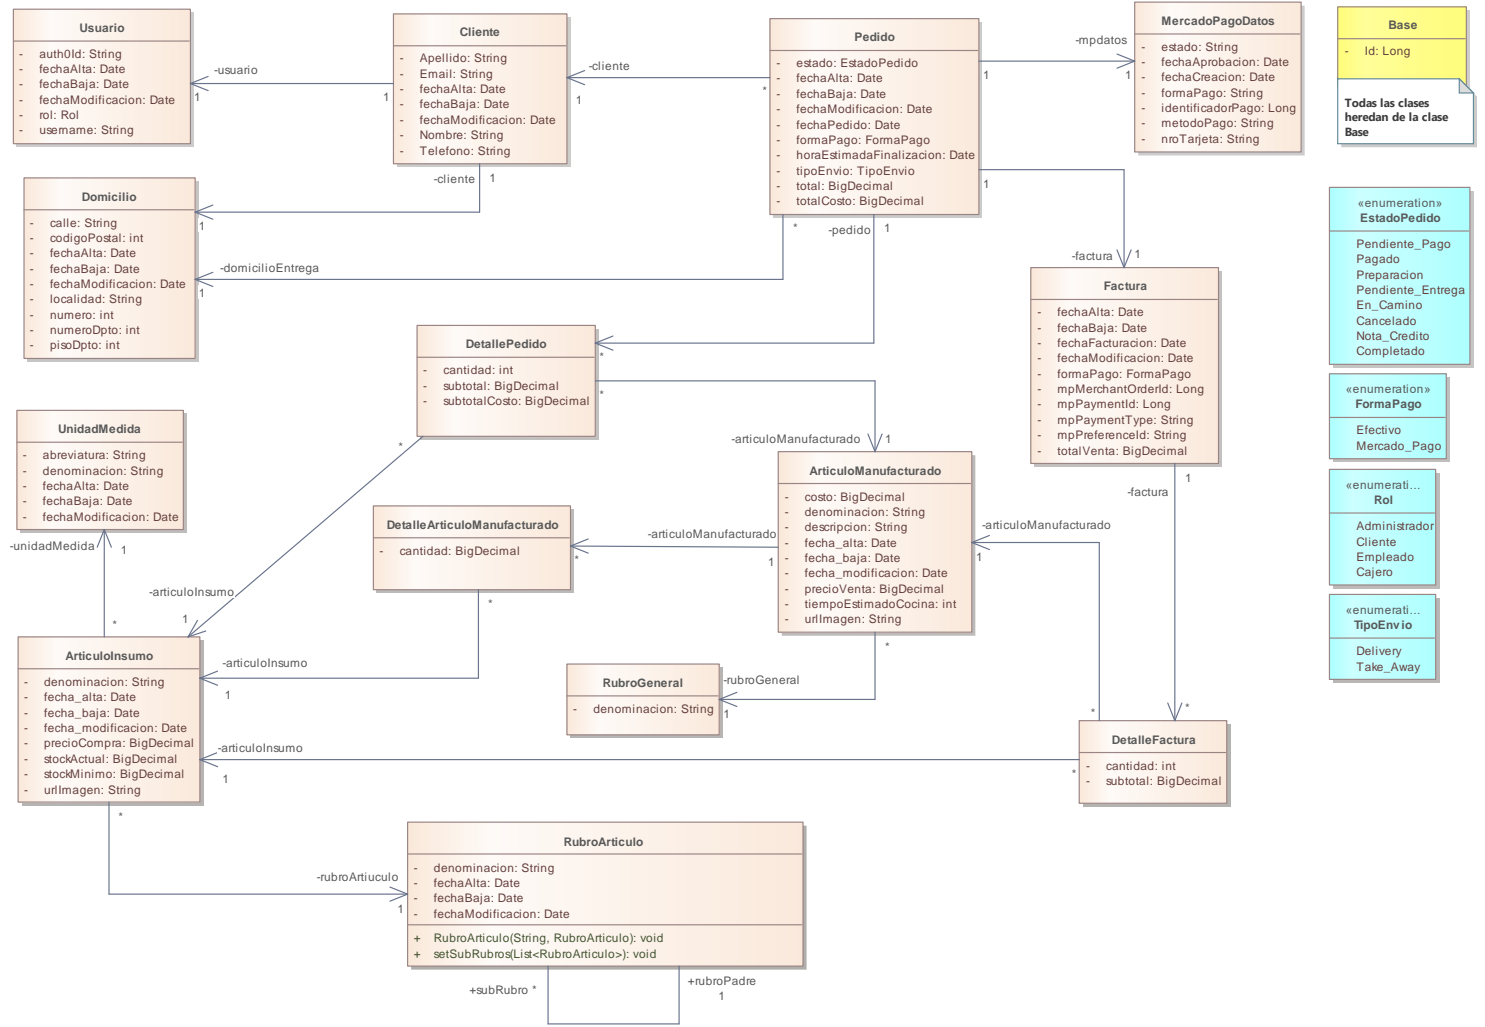 Usuario
- auth0Id: String
- fechaAlta: Date
- fechaBaja: Date
- fechaModificacion: Date
- rol: Rol
- username: String
-usuario
1
1
Cliente
- Apellido: String
- Email: String
- fechaAlta: Date
- fechaBaja: Date
- fechaModificacion: Date
- Nombre: String
- Telefono: String
-cliente
1
*
-cliente
1
1
Pedido
- estado: EstadoPedido
- fechaAlta: Date
- fechaBaja: Date
- fechaModificacion: Date
- fechaPedido: Date
- formaPago: FormaPago
- horaEstimadaFinalizacion: Date
- tipoEnvio: TipoEnvio
- total: BigDecimal
- totalCosto: BigDecimal
-mpdatos
1
1
MercadoPagoDatos
- estado: String
- fechaAprobacion: Date
- fechaCreacion: Date
- formaPago: String
- identificadorPago: Long
- metodoPago: String
- nroTarjeta: String
Base
- Id: Long
Todas las clases
heredan de la clase
Base
Domicilio
- calle: String
- codigoPostal: int
- fechaAlta: Date
- fechaBaja: Date
- fechaModificacion: Date
- localidad: String
- numero: int
- numeroDpto: int
- pisoDpto: int
-domicilioEntrega
1
*
-pedido
1
*
1
-factura
1
Factura
- fechaAlta: Date
- fechaBaja: Date
- fechaFacturacion: Date
- fechaModificacion: Date
- formaPago: FormaPago
- mpMerchantOrderId: Long
- mpPaymentId: Long
- mpPaymentType: String
- mpPreferenceId: String
- totalVenta: BigDecimal
«enumeration»
EstadoPedido
Pendiente_Pago
Pagado
Preparacion
Pendiente_Entrega
En_Camino
Cancelado
Nota_Credito
Completado
«enumeration»
FormaPago
Efectivo
Mercado_Pago
«enumerati...
Rol
Administrador
Cliente
Empleado
Cajero
«enumerati...
TipoEnvio
Delivery
Take_Away
DetallePedido
- cantidad: int
- subtotal: BigDecimal
- subtotalCosto: BigDecimal
*
-articuloManufacturado
1
*
-articuloInsumo
1
UnidadMedida
- abreviatura: String
- denominacion: String
- fechaAlta: Date
- fechaBaja: Date
- fechaModificacion: Date
-unidadMedida
1
*
DetalleArticuloManufacturado
- cantidad: BigDecimal
-articuloManufacturado
*
1
*
-articuloInsumo
1
ArticuloManufacturado
- costo: BigDecimal
- denominacion: String
- descripcion: String
- fecha_alta: Date
- fecha_baja: Date
- fecha_modificacion: Date
- precioVenta: BigDecimal
- tiempoEstimadoCocina: int
- urlImagen: String
-articuloManufacturado
1
*
-factura
1
*
*
-rubroGeneral
1
RubroGeneral
- denominacion: String
ArticuloInsumo
- denominacion: String
- fecha_alta: Date
- fecha_baja: Date
- fecha_modificacion: Date
- precioCompra: BigDecimal
- stockActual: BigDecimal
- stockMinimo: BigDecimal
- urlImagen: String
-articuloInsumo
1
*
DetalleFactura
- cantidad: int
- subtotal: BigDecimal
*
-rubroArtiuculo
1
RubroArticulo
- denominacion: String
- fechaAlta: Date
- fechaBaja: Date
- fechaModificacion: Date
+ RubroArticulo(String, RubroArticulo): void
+ setSubRubros(List<RubroArticulo>): void
+subRubro *
+rubroPadre
1